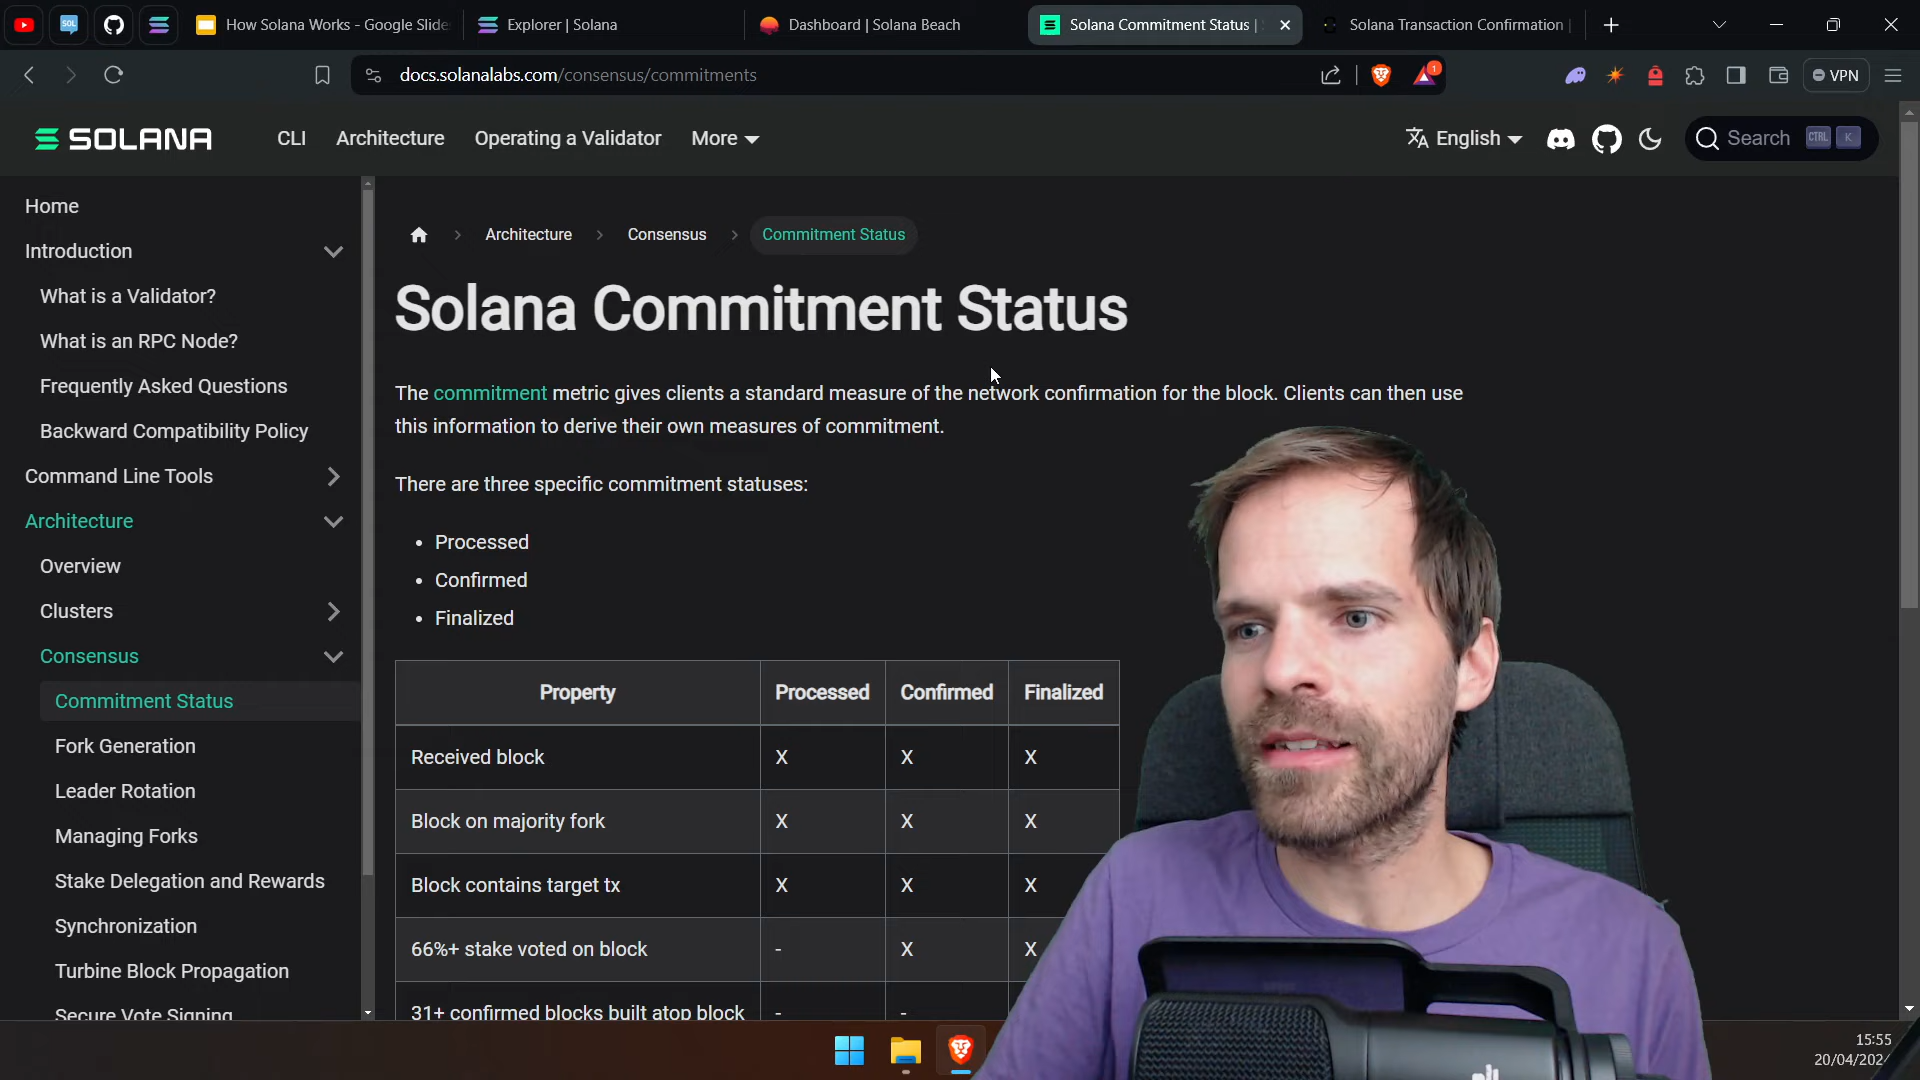 How Solana Works - Google Slide
Explorer | Solana
Dashboard | Solana Beach
Solana Commitment Status |
Solana Transaction Confirmation |
docs.solanalabs.com/consensus/commitments
1
VPN
SOLANA
CLI
Architecture
Operating a Validator
More
English
Search
CTRL
K
Home
Introduction
What is a Validator?
What is an RPC Node?
Frequently Asked Questions
Backward Compatibility Policy
Command Line Tools
Architecture
Overview
Clusters
Consensus
Commitment Status
Fork Generation
Leader Rotation
Managing Forks
Stake Delegation and Rewards
Synchronization
Turbine Block Propagation
Secure Vote Signing
Architecture
Consensus
Commitment Status
Solana Commitment Status
The commitment metric gives clients a standard measure of the network confirmation for the block. Clients can then use
this information to derive their own measures of commitment.
There are three specific commitment statuses:
• Processed
• Confirmed
• Finalized
Property Processed Confirmed Finalized
Received block X X X
Block on majority fork X X X
Block contains target tx X X X
66%+ stake voted on block - X X
31+ confirmed blocks built atop block - -
15:55
20/04/202